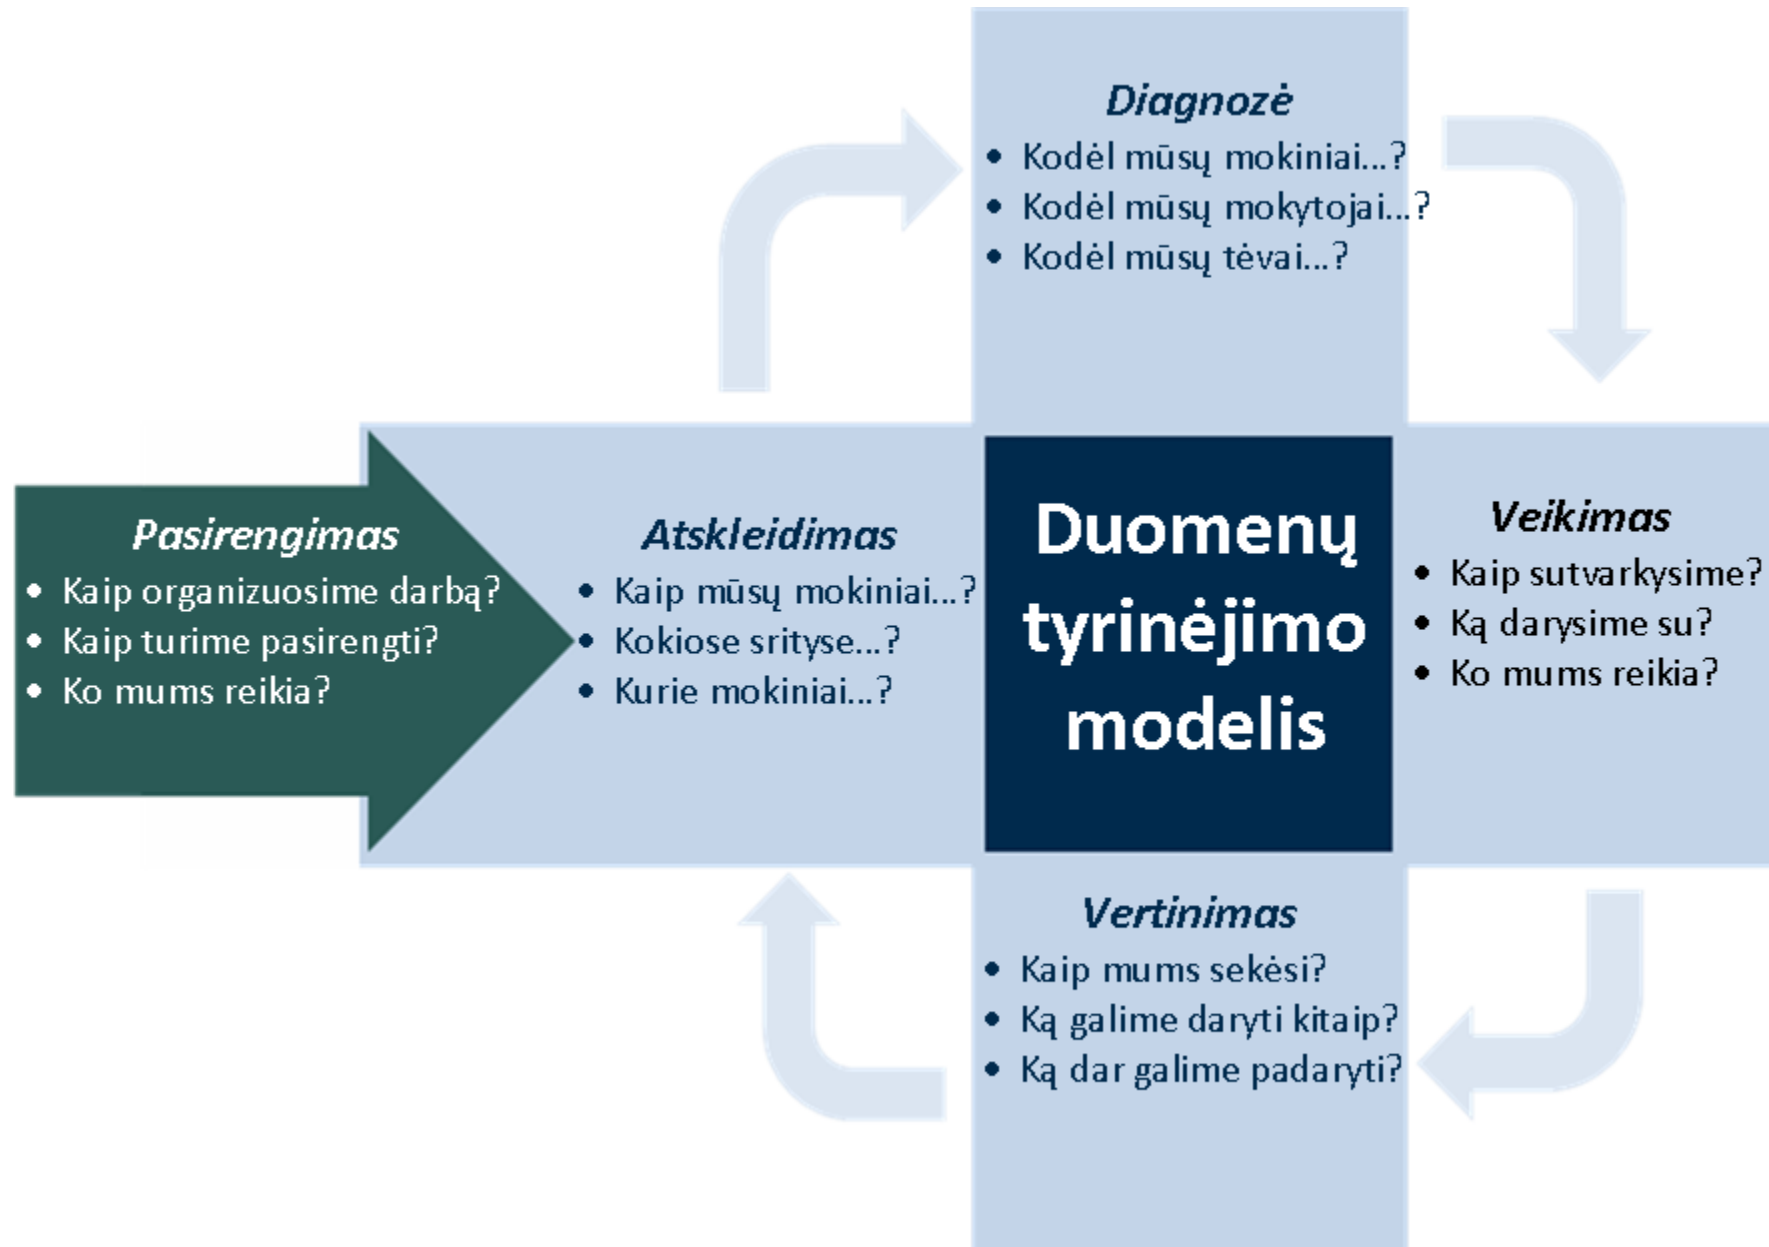 Diagnozė
• Kodėl mūsų mokiniai...?
• Kodėl mūsų mokytojai...?
• Kodėl mūsų tėvai...?
Pasirengimas
• Kaip organizuosime darbą?
• Kaip turime pasirengti?
• Ko mums reikia?
Atskleidimas
• Kaip mūsų mokiniai...?
• Kokiose srityse...?
• Kurie mokiniai...?
Duomenų
tyrinėjimo
modelis
Veikimas
• Kaip sutvarkysime?
• Ką darysime su?
• Ko mums reikia?
Vertinimas
• Kaip mums sekėsi?
• Ką galime daryti kitaip?
• Ką dar galime padaryti?